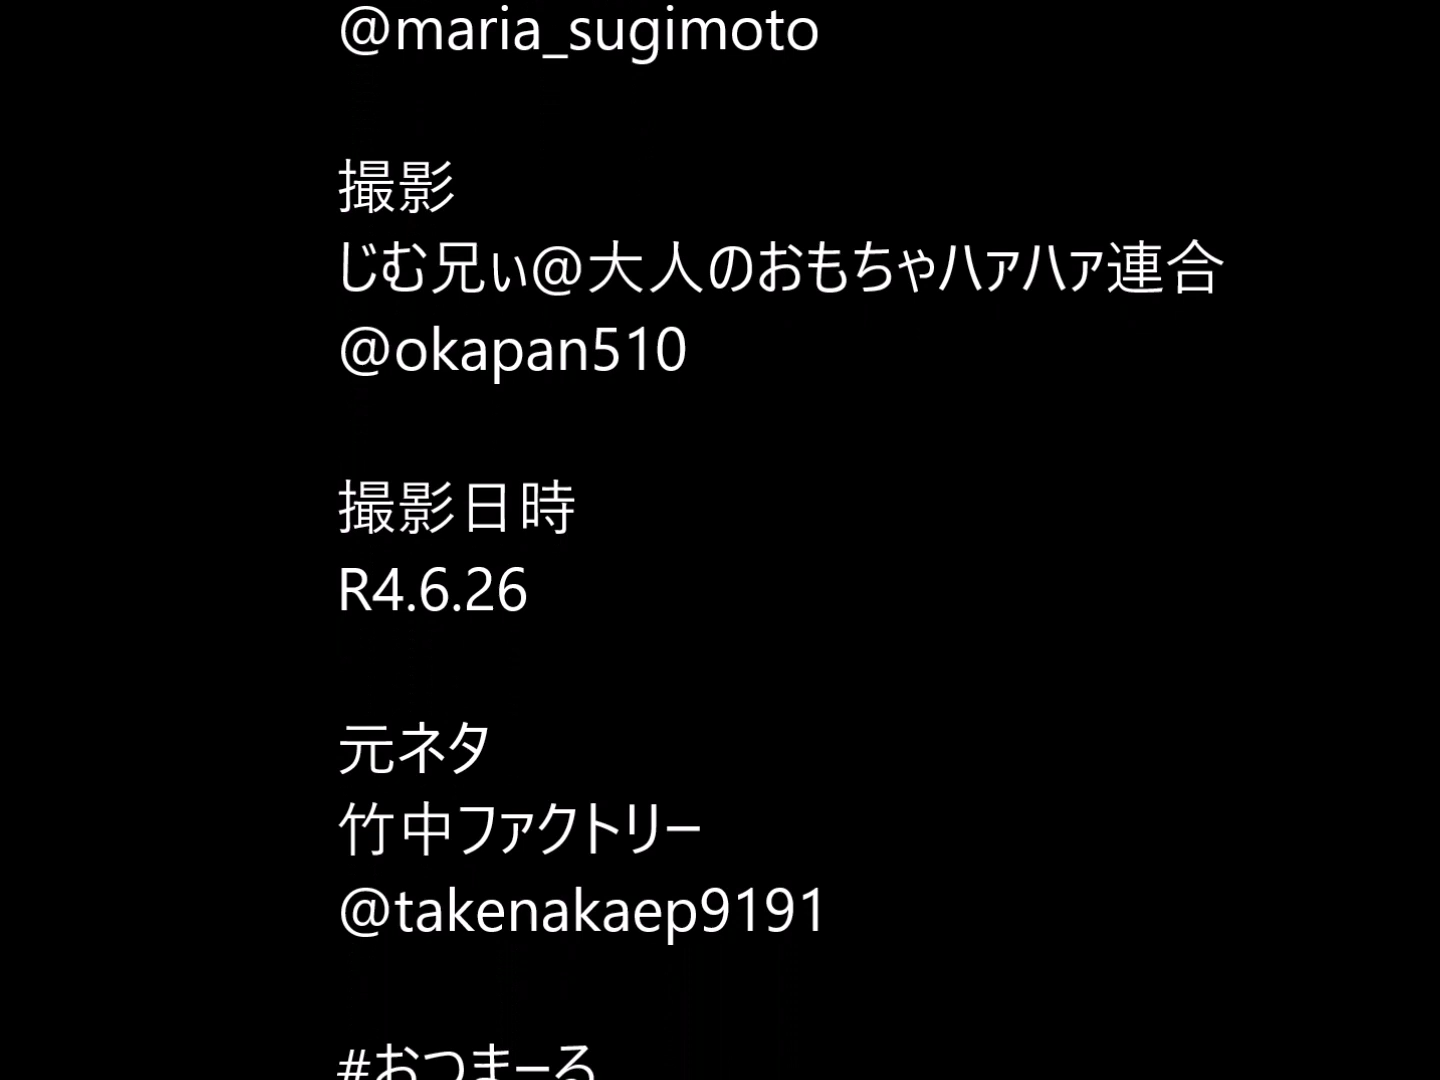 @maria_sugimoto
撮影
じむ兄ぃ@大人のおもちゃハァハァ連合
@okapan510
撮影日時
R4.6.26
元ネタ
竹中ファクトリー
@takenakaep9191
#おつまーる